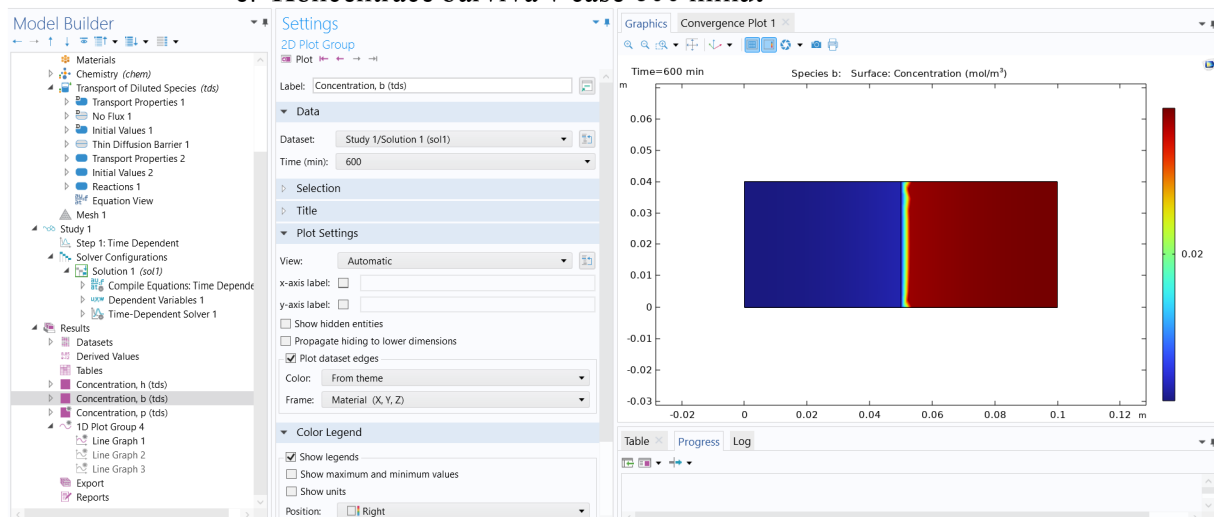 Model Builder
Materials
Chemistry (chem)
Transport of Diluted Species (tds)
Transport Properties 1
No Flux 1
Initial Values 1
Thin Diffusion Barrier 1
Transport Properties 2
Initial Values 2
Reactions 1
Equation View
Mesh 1
Study 1
Step 1: Time Dependent
Solver Configurations
Solution 1 (sol1)
Compile Equations: Time Depende
Dependent Variables 1
Time-Dependent Solver 1
Results
Datasets
Derived Values
Tables
Concentration, h (tds)
Concentration, b (tds)
Concentration, p (tds)
1D Plot Group 4
Line Graph 1
Line Graph 2
Line Graph 3
Export
Reports
Settings
2D Plot Group
Plot
Label: Concentration, b (tds)
Data
Dataset: Study 1/Solution 1 (sol1)
Time (min): 600
Selection
Title
Plot Settings
View: Automatic
x-axis label:
y-axis label:
Show hidden entities
Propagate hiding to lower dimensions
Plot dataset edges
Color: From theme
Frame: Material (X, Y, Z)
Color Legend
Show legends
Show maximum and minimum values
Show units
Position: Right
Graphics Convergence Plot 1
Time=600 min Species b: Surface: Concentration (mol/m³)
m
0.06
0.05
0.04
0.03
0.02
0.01
0
-0.01
-0.02
-0.03
-0.02 0 0.02 0.04 0.06 0.08 0.1 0.12 m
0.02
Table Progress Log